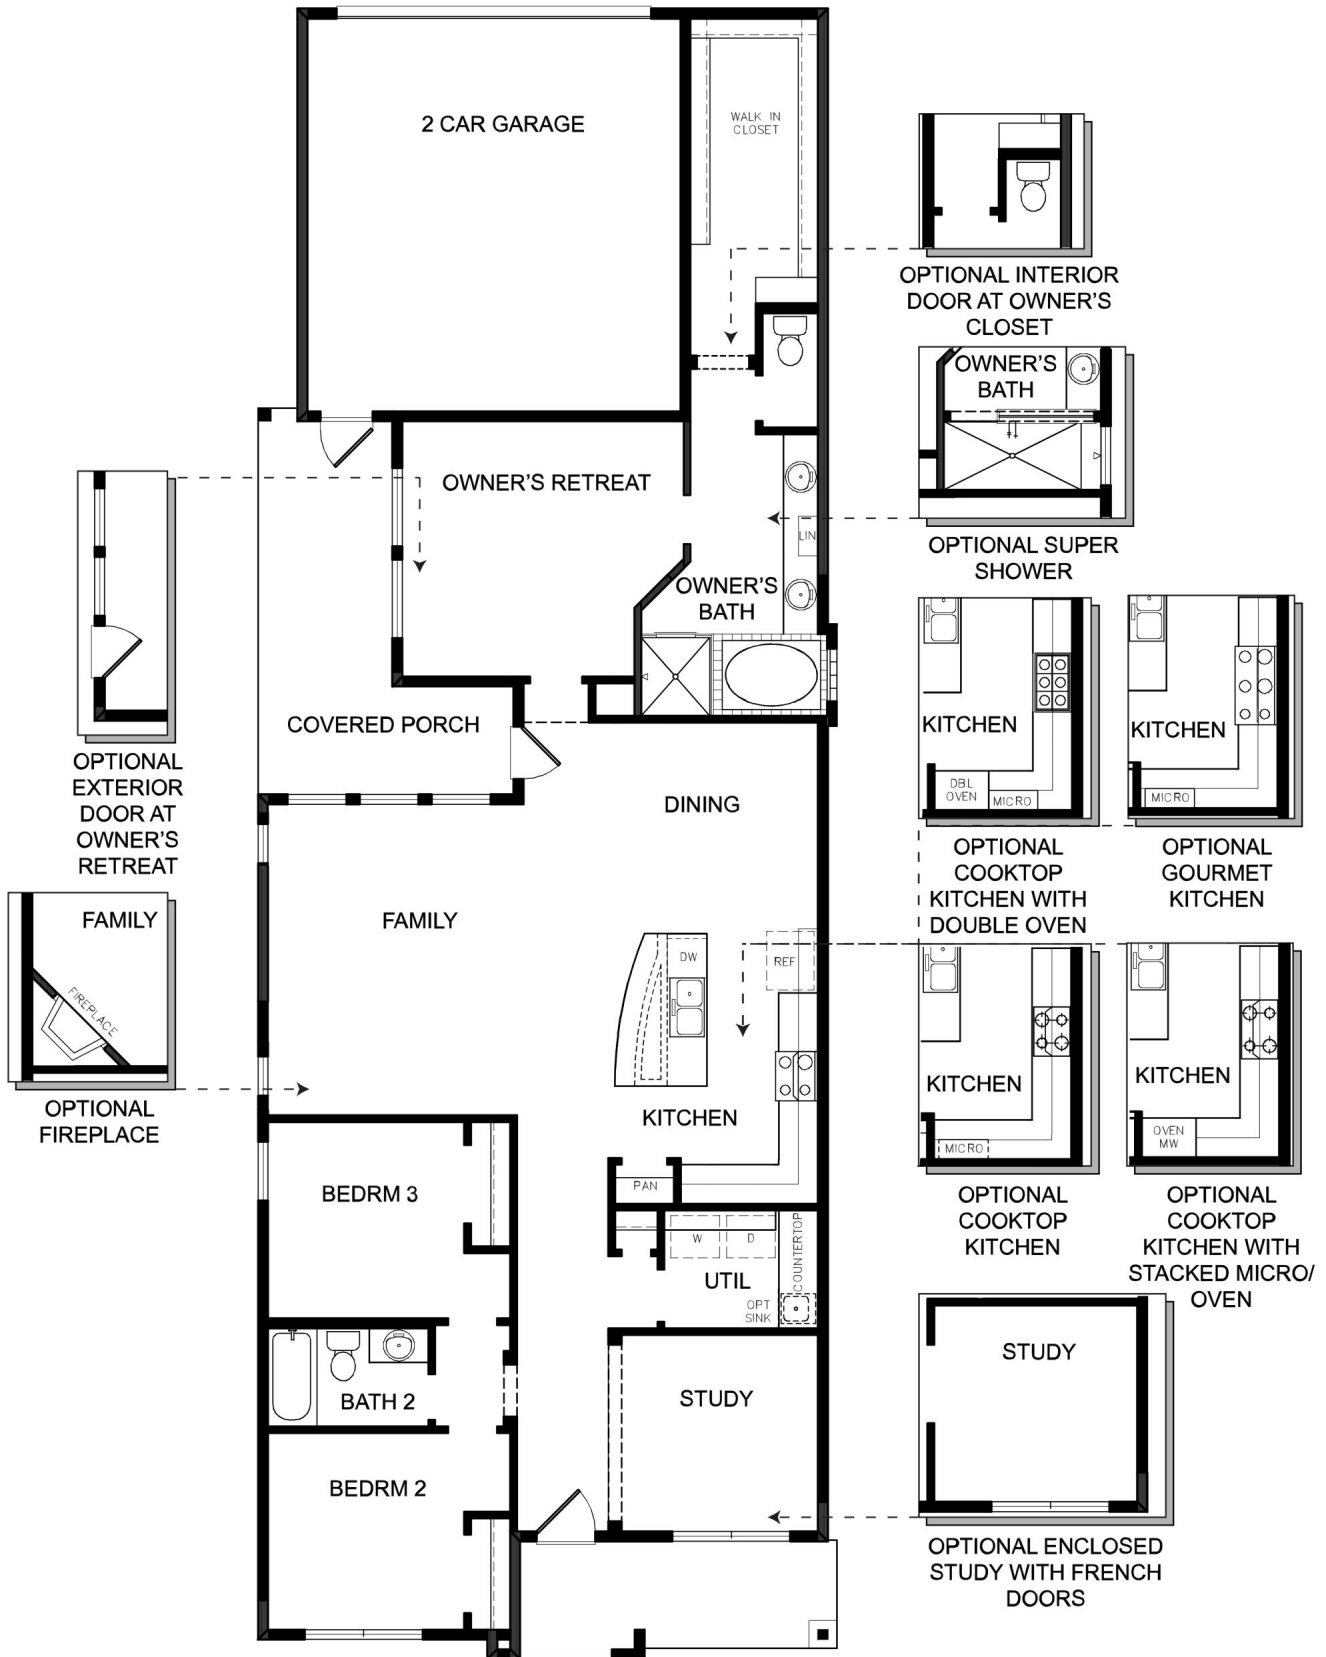 2 CAR GARAGE
WALK IN
CLOSET
OPTIONAL INTERIOR
DOOR AT OWNER'S
CLOSET
OWNER'S
BATH
OPTIONAL SUPER
SHOWER
OWNER'S RETREAT
LIN
OWNER'S
BATH
COVERED PORCH
OPTIONAL
EXTERIOR
DOOR AT
OWNER'S
RETREAT
DINING
KITCHEN
DBL
OVEN
MICRO
OPTIONAL
COOKTOP
KITCHEN WITH
DOUBLE OVEN
KITCHEN
MICRO
OPTIONAL
GOURMET
KITCHEN
FAMILY
FIREPLACE
OPTIONAL
FIREPLACE
FAMILY
DW
REF
KITCHEN
PAN
KITCHEN
MICRO
OPTIONAL
COOKTOP
KITCHEN
KITCHEN
OVEN
MW
OPTIONAL
COOKTOP
KITCHEN WITH
STACKED MICRO/
OVEN
BEDRM 3
W
D
COUNTERTOP
UTIL
OPT
SINK
BATH 2
STUDY
STUDY
BEDRM 2
OPTIONAL ENCLOSED
STUDY WITH FRENCH
DOORS